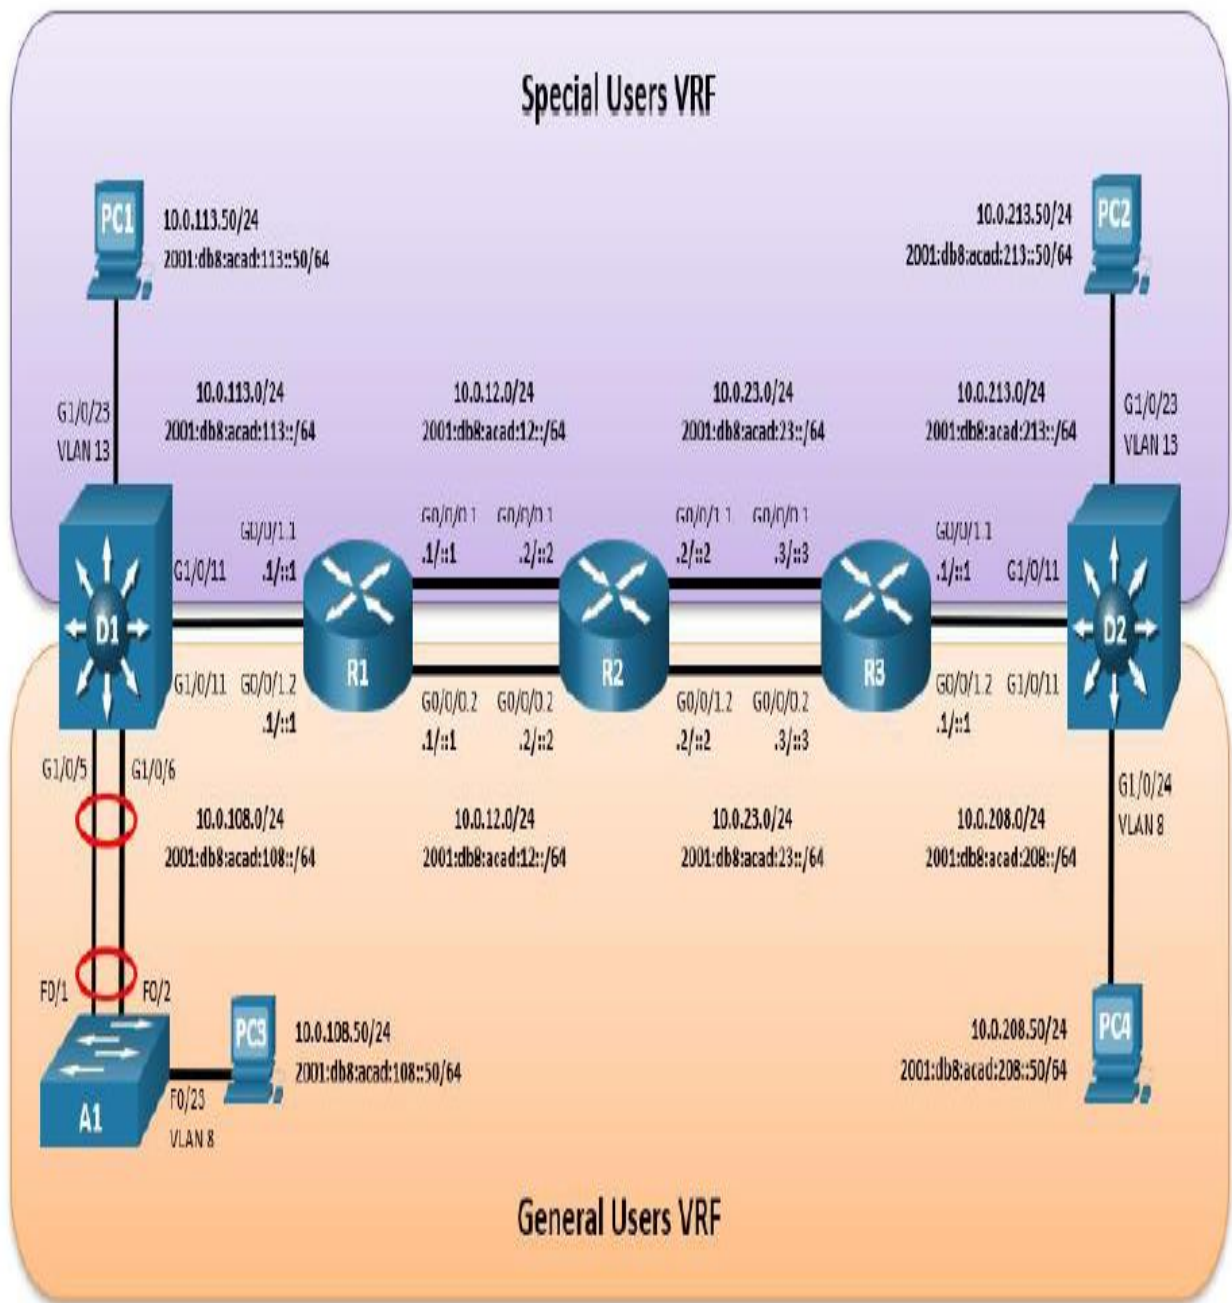 Special Users VRF
PC1
10.0.113.50/24
2001:db8:acad:113::50/64
10.0.213.50/24
2001:db8:acad:213::50/64
PC2
G1/0/23
VLAN 13
10.0.113.0/24
2001:db8:acad:113::/64
10.0.12.0/24
2001:db8:acad:12::/64
10.0.23.0/24
2001:db8:acad:23::/64
10.0.213.0/24
2001:db8:acad:213::/64
G1/0/23
VLAN 13
G1/0/11
G0/0/1.1
.1/::1
G0/0/0.1
.1/::1
G0/0/0.1
.2/::2
G0/0/1.1
.2/::2
G0/0/0.1
.3/::3
G0/0/1.1
.1/::1
G1/0/11
D1
R1
R2
R3
D2
G1/0/11
G0/0/1.2
.1/::1
G0/0/0.2
.1/::1
G0/0/0.2
.2/::2
G0/0/1.2
.2/::2
G0/0/0.2
.3/::3
G0/0/1.2
.1/::1
G1/0/11
G1/0/5
G1/0/6
10.0.108.0/24
2001:db8:acad:108::/64
10.0.12.0/24
2001:db8:acad:12::/64
10.0.23.0/24
2001:db8:acad:23::/64
10.0.208.0/24
2001:db8:acad:208::/64
G1/0/24
VLAN 8
F0/1
F0/2
PC3
10.0.108.50/24
2001:db8:acad:108::50/64
10.0.208.50/24
2001:db8:acad:208::50/64
PC4
A1
F0/23
VLAN 8
General Users VRF